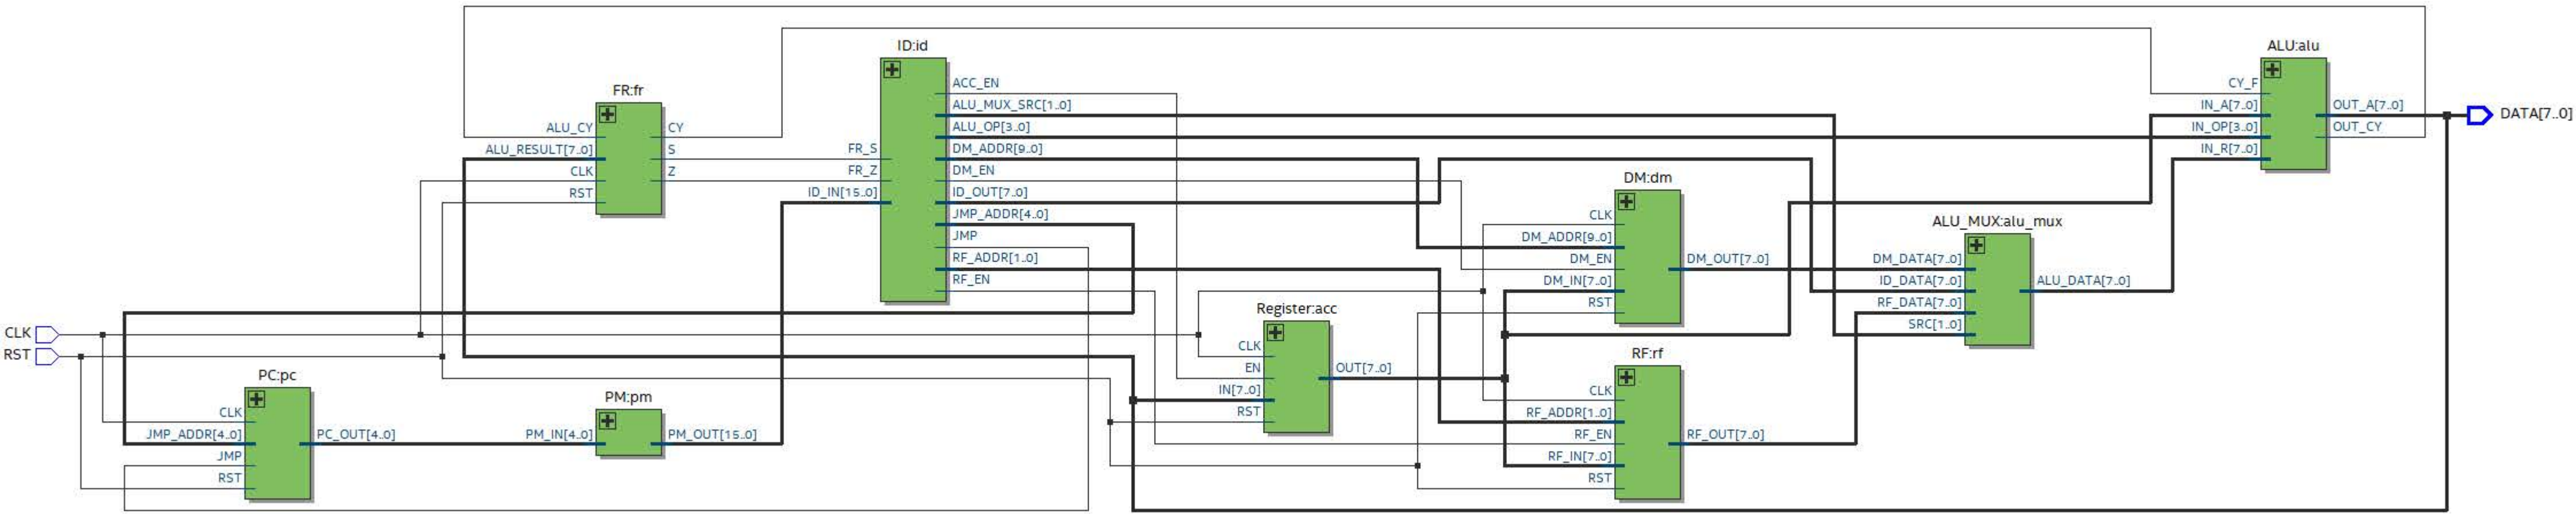 CLK
RST
PC:pc
CLK
JMP_ADDR[4..0]
JMP
RST
PC_OUT[4..0]
FR:fr
ALU_CY
ALU_RESULT[7..0]
CLK
RST
CY
S
Z
PM:pm
PM_IN[4..0]
PM_OUT[15..0]
ID:id
FR_S
FR_Z
ID_IN[15..0]
ACC_EN
ALU_MUX_SRC[1..0]
ALU_OP[3..0]
DM_ADDR[9..0]
DM_EN
ID_OUT[7..0]
JMP_ADDR[4..0]
JMP
RF_ADDR[1..0]
RF_EN
Register:acc
CLK
EN
IN[7..0]
RST
OUT[7..0]
DM:dm
CLK
DM_ADDR[9..0]
DM_EN
DM_IN[7..0]
RST
DM_OUT[7..0]
RF:rf
CLK
RF_ADDR[1..0]
RF_EN
RF_IN[7..0]
RST
RF_OUT[7..0]
ALU_MUX:alu_mux
DM_DATA[7..0]
ID_DATA[7..0]
RF_DATA[7..0]
SRC[1..0]
ALU_DATA[7..0]
ALU:alu
CY_F
IN_A[7..0]
IN_OP[3..0]
IN_R[7..0]
OUT_A[7..0]
OUT_CY
DATA[7..0]